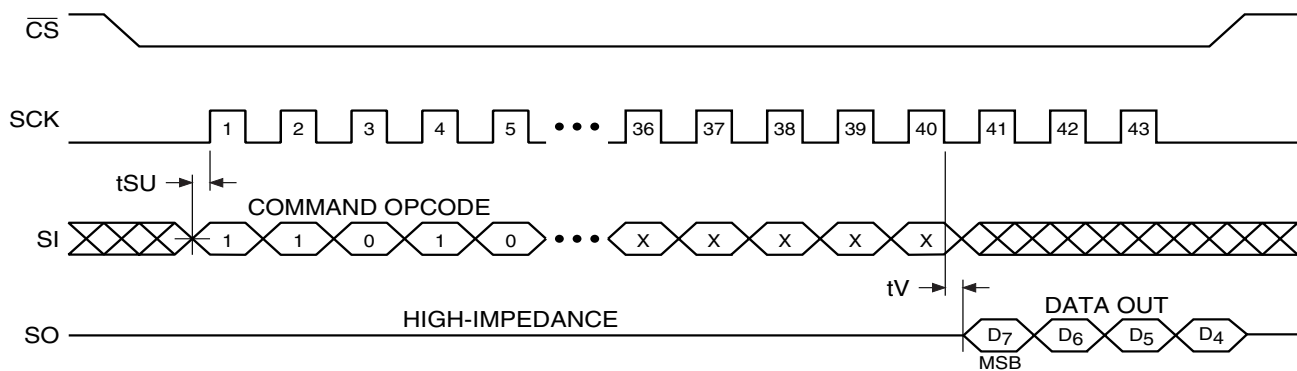 CS
SCK 1 2 3 4 5 ••• 36 37 38 39 40 41 42 43
tSU
COMMAND OPCODE
SI 1 1 0 1 0 ••• X X X X X
tV
DATA OUT
HIGH-IMPEDANCE
SO D7 D6 D5 D4
MSB